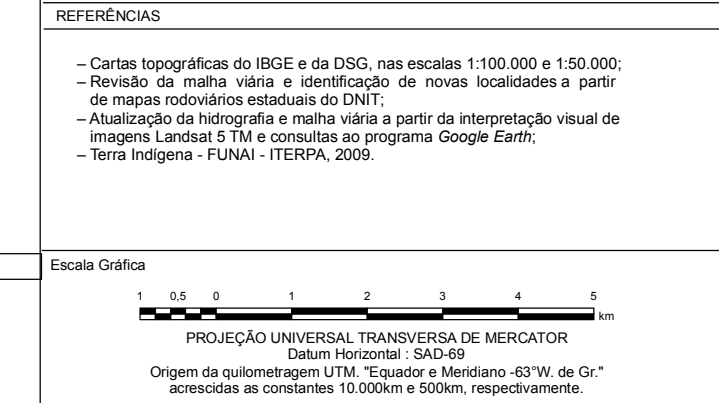 REFERÊNCIAS
– Cartas topográficas do IBGE e da DSG, nas escalas 1:100.000 e 1:50.000;
– Revisão da malha viária e identificação de novas localidades a partir
de mapas rodoviários estaduais do DNIT;
– Atualização da hidrografia e malha viária a partir da interpretação visual de
imagens Landsat 5 TM e consultas ao programa Google Earth;
– Terra Indígena - FUNAI - ITERPA, 2009.
Escala Gráfica
1 0,5 0 1 2 3 4 5
km
PROJEÇÃO UNIVERSAL TRANSVERSA DE MERCATOR
Datum Horizontal : SAD-69
Origem da quilometragem UTM. "Equador e Meridiano -63°W. de Gr."
acrescidas as constantes 10.000km e 500km, respectivamente.